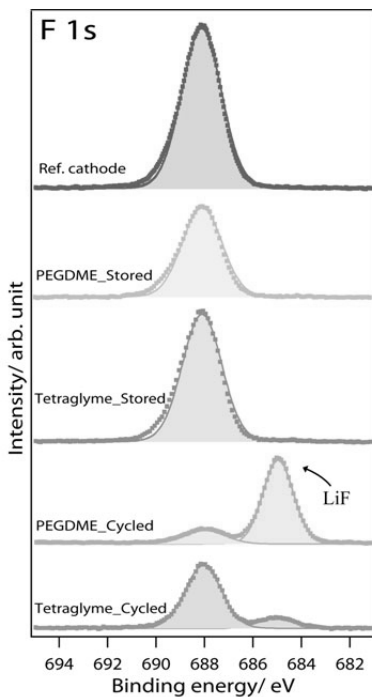 F 1s
Ref. cathode
PEGDME_Stored
Tetraglyme_Stored
PEGDME_Cycled
LiF
Tetraglyme_Cycled
Intensity/ arb. unit
694 692 690 688 686 684 682
Binding energy/ eV